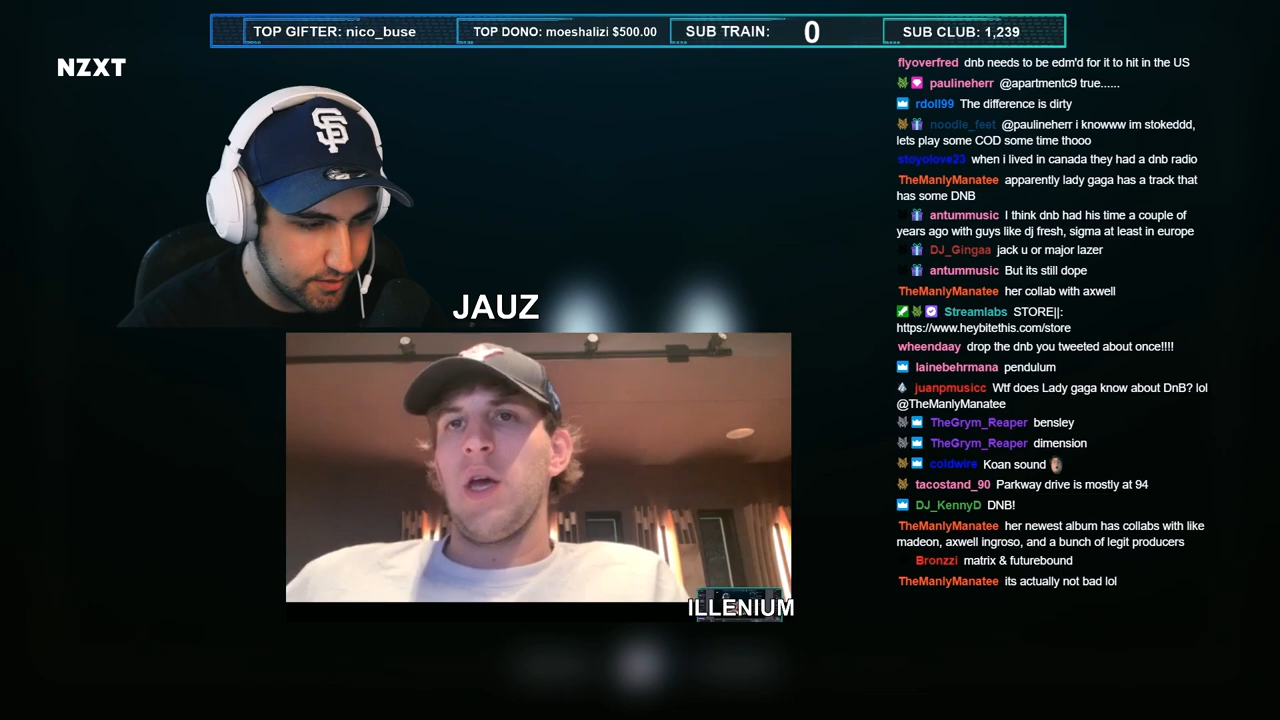 TOP GIFTER: nico_buse
TOP DONO: moeshalizi $500.00
SUB TRAIN: 0
SUB CLUB: 1,239
NZXT
SF
JAUZ
ILLENIUM
flyoverfred dnb needs to be edm'd for it to hit in the US
paulineherr @apartmentc9 true......
rdoll99 The difference is dirty
noodle_feet @paulineherr i knowww im stokeddd,
lets play some COD some time thooo
stoyolove23 when i lived in canada they had a dnb radio
TheManlyManatee apparently lady gaga has a track that
has some DNB
antummusic I think dnb had his time a couple of
years ago with guys like dj fresh, sigma at least in europe
DJ_Gingaa jack u or major lazer
antummusic But its still dope
TheManlyManatee her collab with axwell
Streamlabs STORE||:
https://www.heybitethis.com/store
wheendaay drop the dnb you tweeted about once!!!!
lainebehrmana pendulum
juanpmusicc Wtf does Lady gaga know about DnB? lol
@TheManlyManatee
TheGrym_Reaper bensley
TheGrym_Reaper dimension
coldwire Koan sound
tacostand_90 Parkway drive is mostly at 94
DJ_KennyD DNB!
TheManlyManatee her newest album has collabs with like
madeon, axwell ingroso, and a bunch of legit producers
Bronzzi matrix & futurebound
TheManlyManatee its actually not bad lol